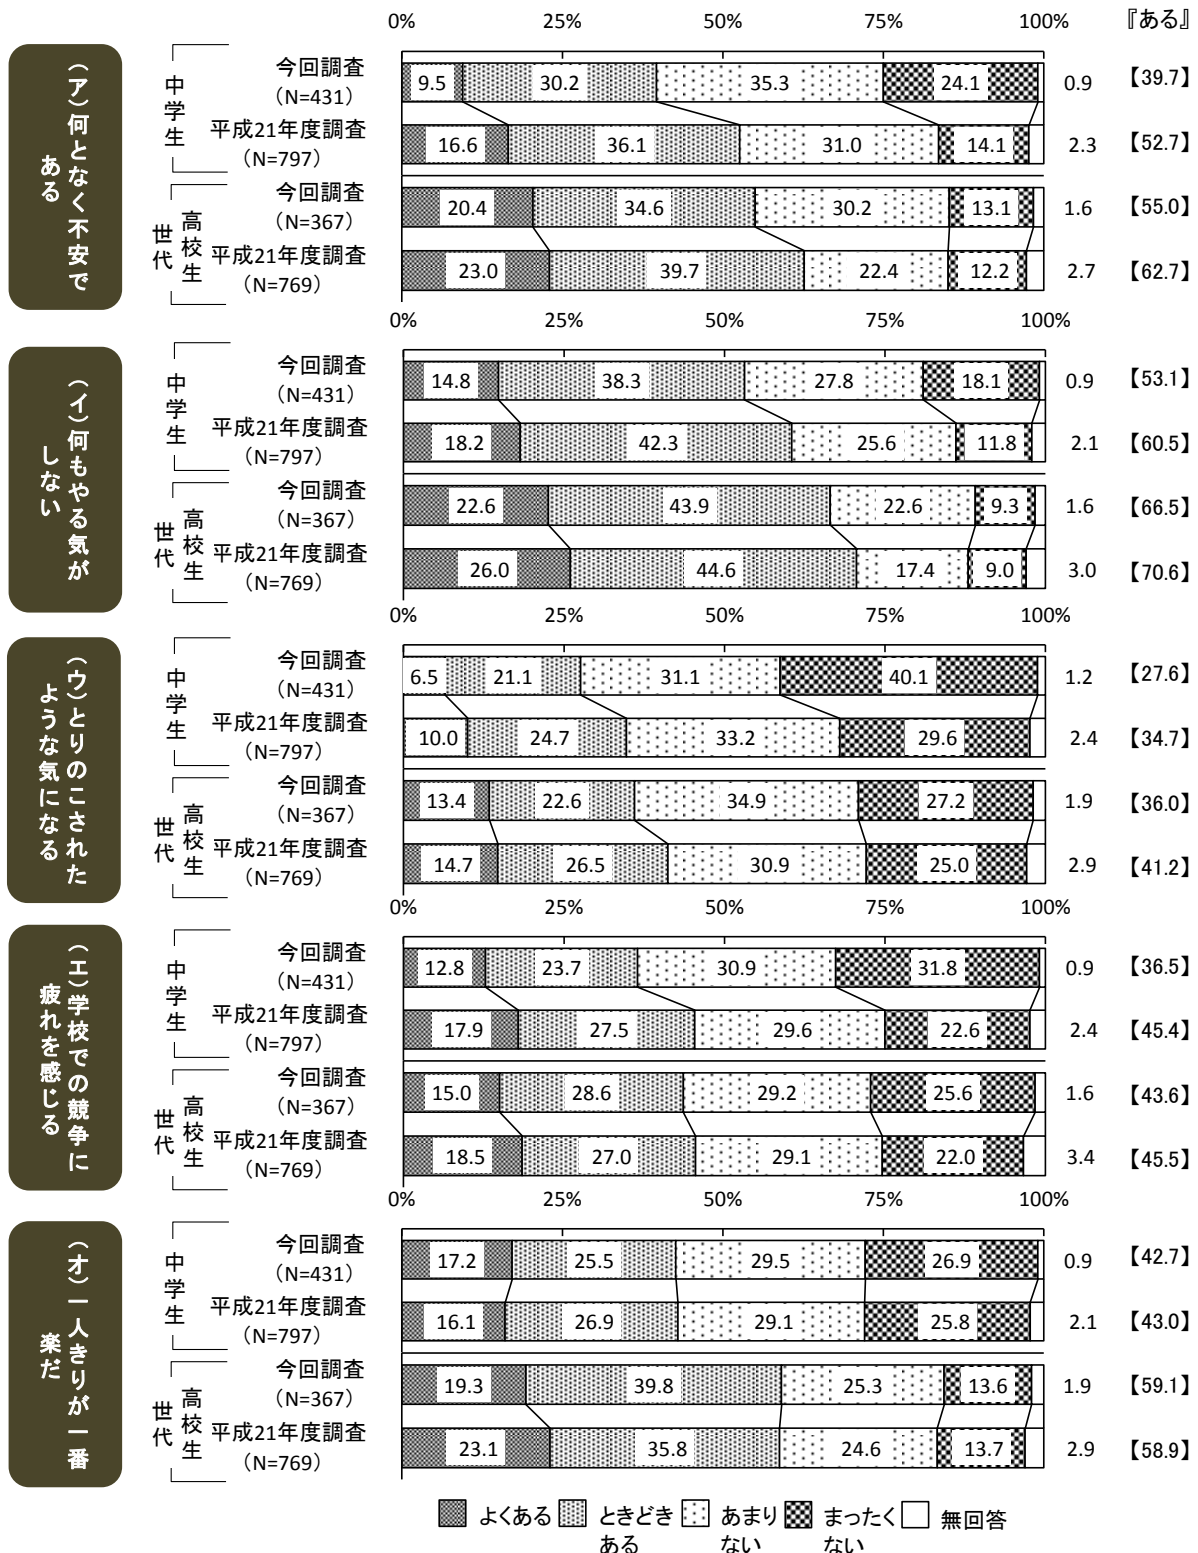 0% 25% 50% 75% 100% 『ある』
(ア)何となく不安で
ある
中学生
今回調査
(N=431)
9.5 30.2 35.3 24.1 0.9 【39.7】
平成21年度調査
(N=797)
16.6 36.1 31.0 14.1 2.3 【52.7】
高校生
世代
今回調査
(N=367)
20.4 34.6 30.2 13.1 1.6 【55.0】
平成21年度調査
(N=769)
23.0 39.7 22.4 12.2 2.7 【62.7】
0% 25% 50% 75% 100%
(イ)何もやる気が
しない
中学生
今回調査
(N=431)
14.8 38.3 27.8 18.1 0.9 【53.1】
平成21年度調査
(N=797)
18.2 42.3 25.6 11.8 2.1 【60.5】
高校生
世代
今回調査
(N=367)
22.6 43.9 22.6 9.3 1.6 【66.5】
平成21年度調査
(N=769)
26.0 44.6 17.4 9.0 3.0 【70.6】
0% 25% 50% 75% 100%
(ウ)とりのこされた
ような気になる
中学生
今回調査
(N=431)
6.5 21.1 31.1 40.1 1.2 【27.6】
平成21年度調査
(N=797)
10.0 24.7 33.2 29.6 2.4 【34.7】
高校生
世代
今回調査
(N=367)
13.4 22.6 34.9 27.2 1.9 【36.0】
平成21年度調査
(N=769)
14.7 26.5 30.9 25.0 2.9 【41.2】
0% 25% 50% 75% 100%
(エ)学校での競争に
疲れを感じる
中学生
今回調査
(N=431)
12.8 23.7 30.9 31.8 0.9 【36.5】
平成21年度調査
(N=797)
17.9 27.5 29.6 22.6 2.4 【45.4】
高校生
世代
今回調査
(N=367)
15.0 28.6 29.2 25.6 1.6 【43.6】
平成21年度調査
(N=769)
18.5 27.0 29.1 22.0 3.4 【45.5】
0% 25% 50% 75% 100%
(オ)一人きりが一番
楽だ
中学生
今回調査
(N=431)
17.2 25.5 29.5 26.9 0.9 【42.7】
平成21年度調査
(N=797)
16.1 26.9 29.1 25.8 2.1 【43.0】
高校生
世代
今回調査
(N=367)
19.3 39.8 25.3 13.6 1.9 【59.1】
平成21年度調査
(N=769)
23.1 35.8 24.6 13.7 2.9 【58.9】
よくある ときどき あまり まったく 無回答
ある ない ない